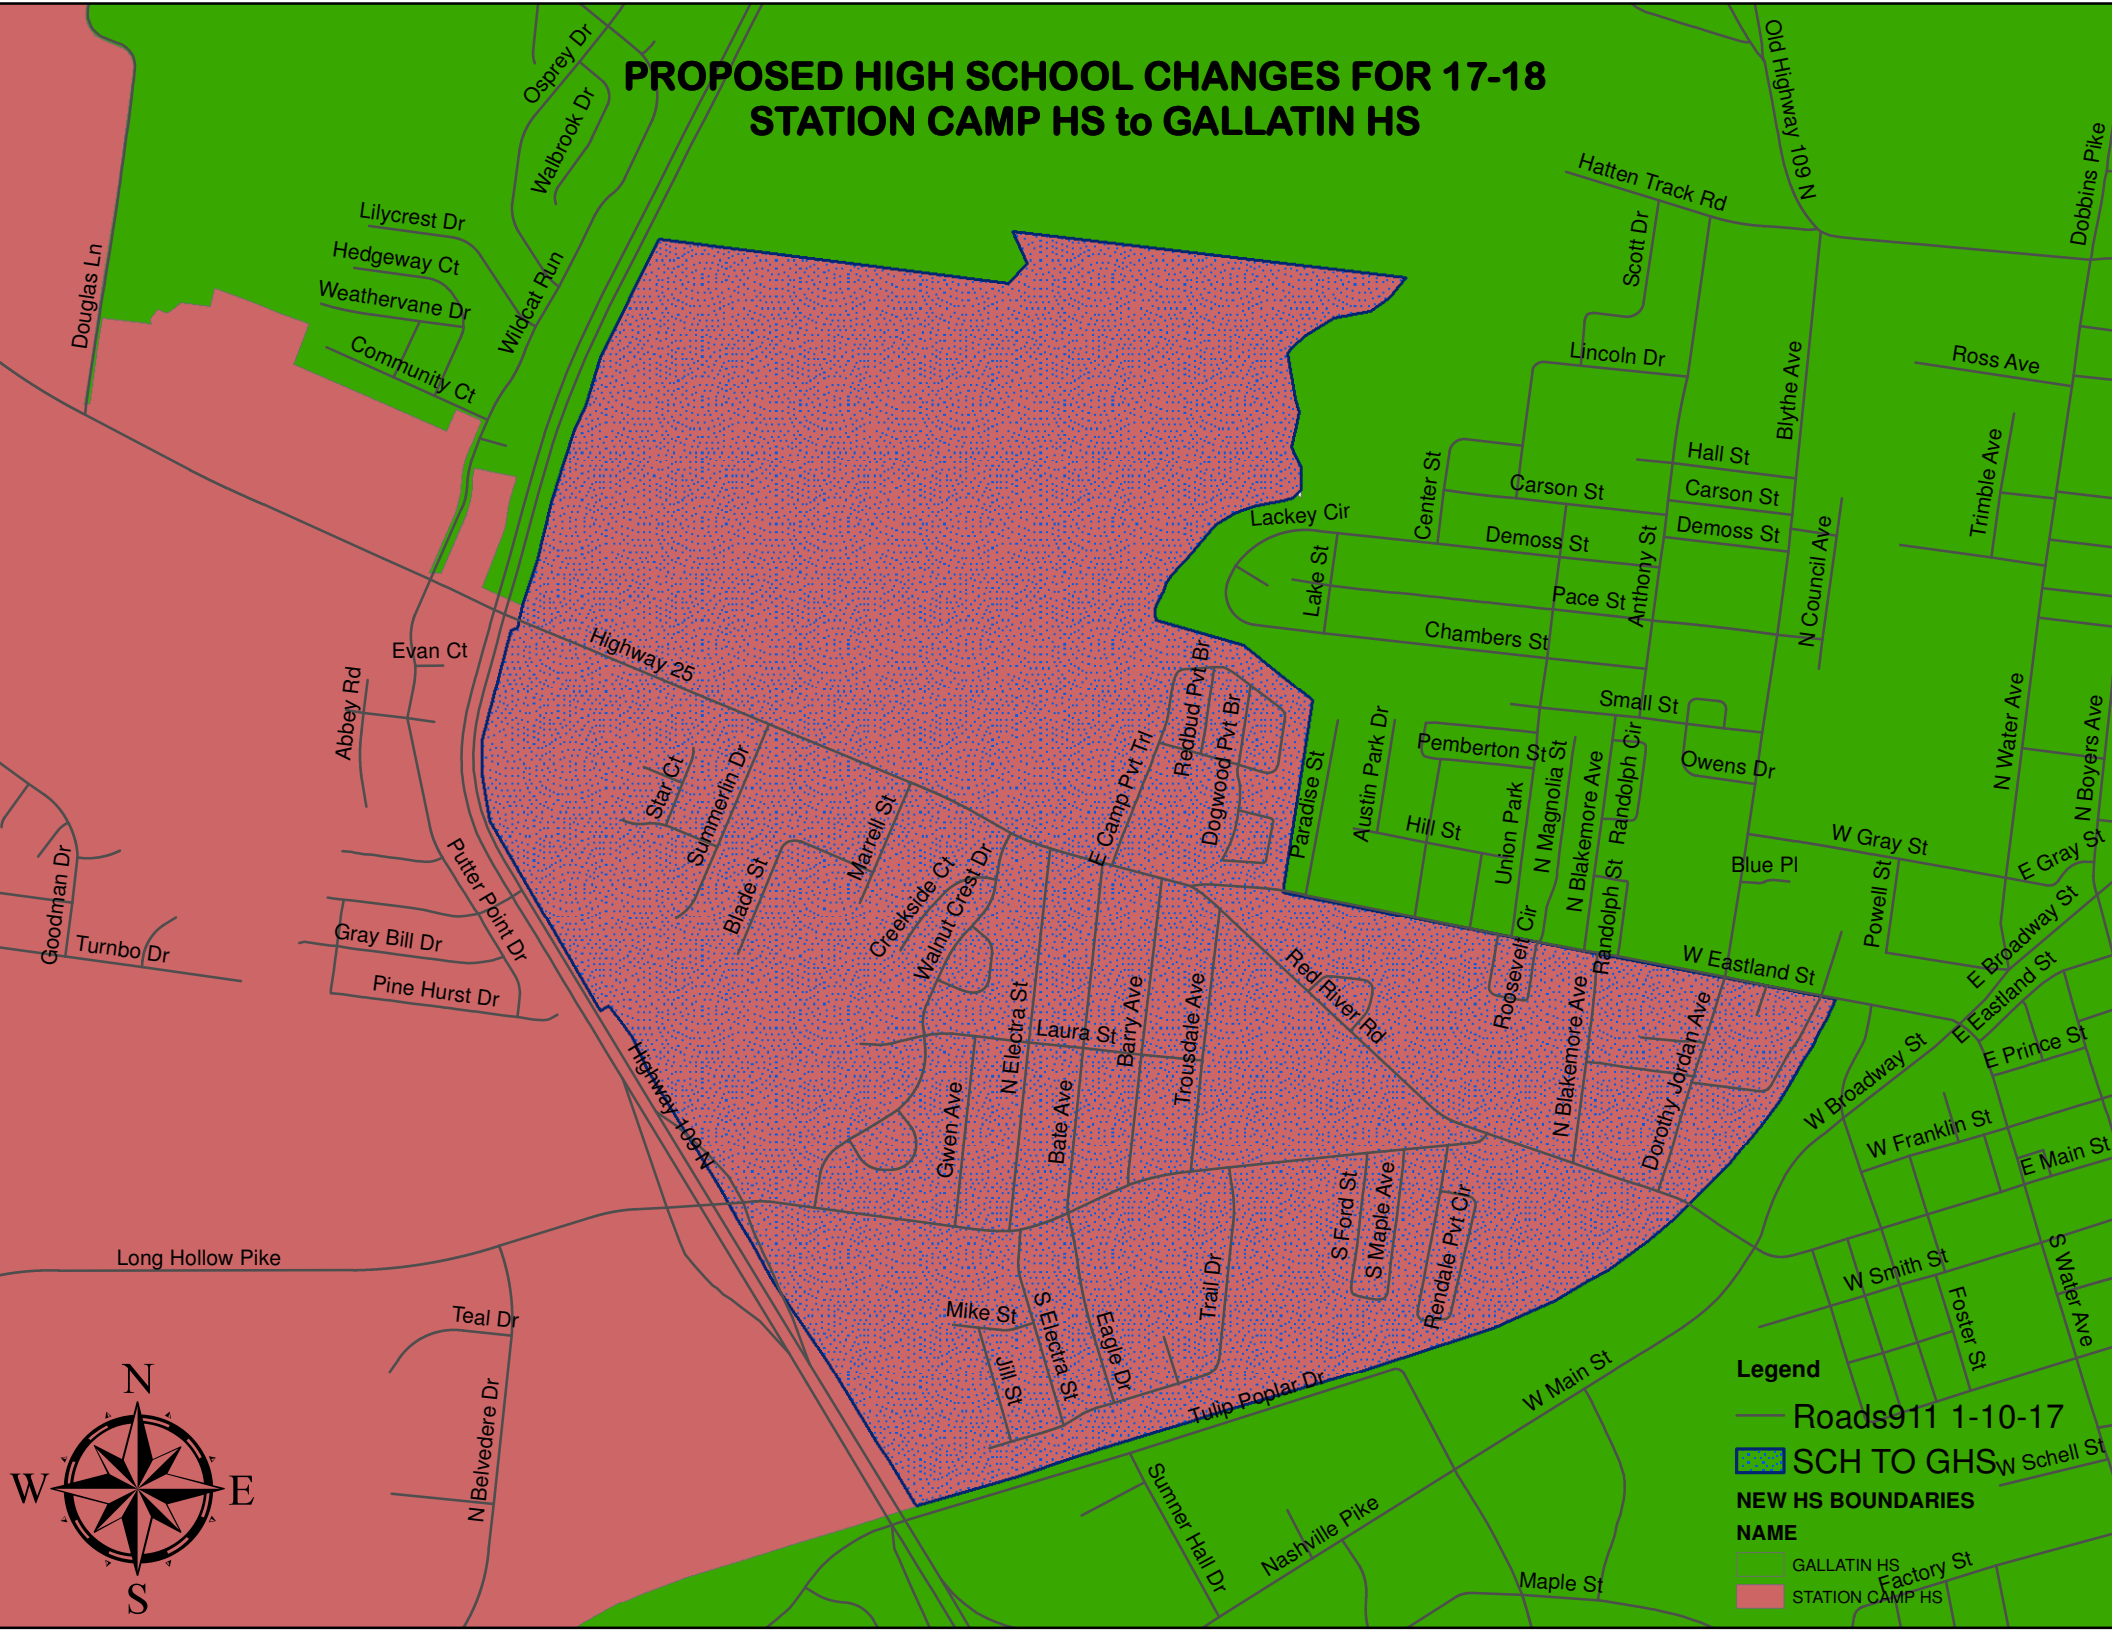 PROPOSED HIGH SCHOOL CHANGES FOR 17-18
STATION CAMP HS to GALLATIN HS
Osprey Dr
Walbrook Dr
Old Highway 109 N
Dobbins Pike
Hatten Track Rd
Scott Dr
Lilycrest Dr
Hedgeway Ct
Weathervane Dr
Community Ct
Wildcat Run
Douglas Ln
Lincoln Dr
Blythe Ave
Ross Ave
Trimble Ave
Hall St
Carson St
Carson St
Center St
Lackey Cir
Demoss St
Demoss St
Anthony St
N Council Ave
Lake St
Pace St
Chambers St
Evan Ct
Abbey Rd
Highway 25
Redbud Pvt Br
Dogwood Pvt Br
E Camp Pvt Trl
Small St
Pemberton St
Owens Dr
N Water Ave
N Boyers Ave
Austin Park Dr
Paradise St
Hill St
Union Park
N Magnolia St
N Blakemore Ave
Randolph Cir
Randolph St
Randolph St
Star Ct
Summerlin Dr
Marrell St
Blade St
Creekside Ct
Walnut Crest Dr
W Gray St
E Gray St
Blue Pl
Powell St
Putter Point Dr
Goodman Dr
Turnbo Dr
Gray Bill Dr
Pine Hurst Dr
Roosevelt Cir
W Eastland St
E Broadway St
E Eastland St
Red River Rd
N Electra St
Laura St
Barry Ave
Trousdale Ave
N Blakemore Ave
Dorothy Jordan Ave
W Broadway St
E Prince St
Highway 109 N
Gwen Ave
Bate Ave
W Franklin St
E Main St
S Ford St
S Maple Ave
Rendale Pvt Cir
Long Hollow Pike
Trail Dr
W Smith St
S Water Ave
Foster St
Teal Dr
Mike St
S Electra St
Eagle Dr
Jill St
Tulip Poplar Dr
W Main St
N Belvedere Dr
Sumner Hall Dr
Nashville Pike
Maple St
W Schell St
Factory St
N
W
E
S
Legend
Roads911 1-10-17
SCH TO GHS
NEW HS BOUNDARIES
NAME
GALLATIN HS
STATION CAMP HS